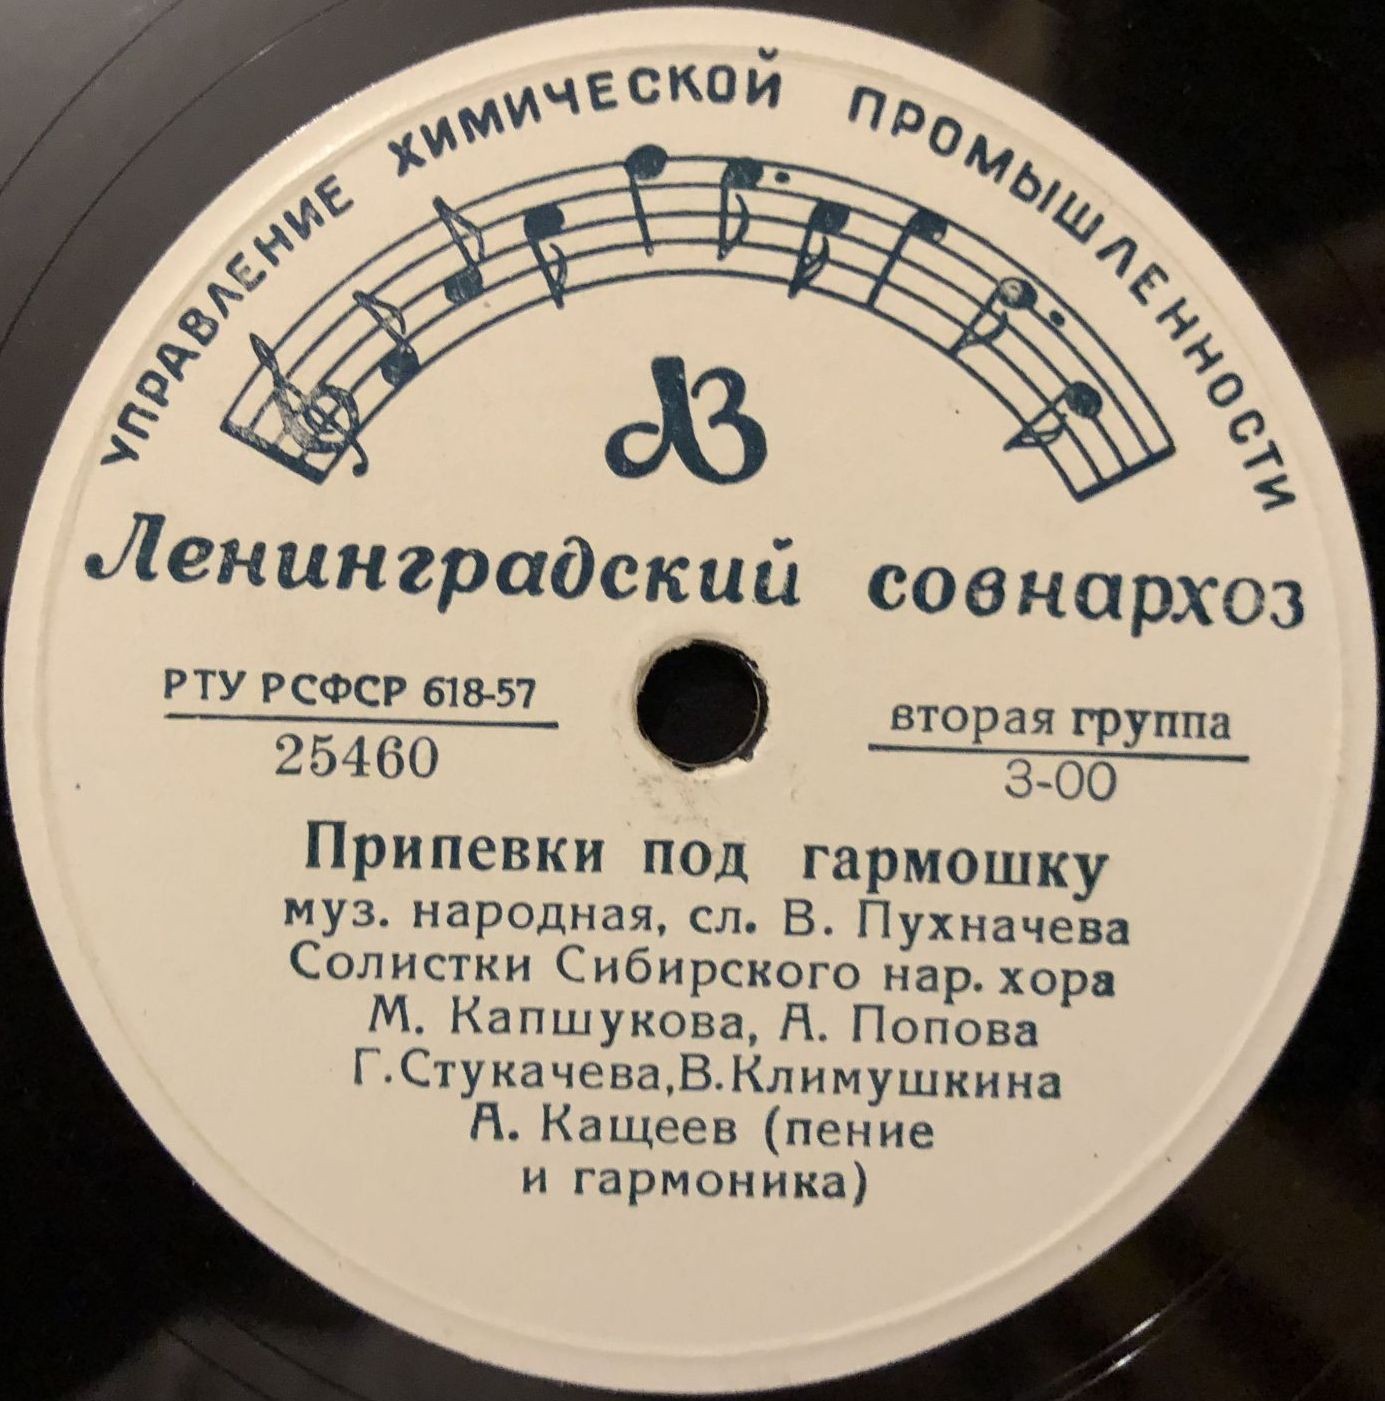 УПРАВЛЕНИЕ ХИМИЧЕСКОЙ ПРОМЫШЛЕННОСТИ
ЛЗ
Ленинградский совнархоз
РТУ РСФСР 618-57
25460
вторая группа
3-00
Припевки под гармошку
муз. народная, сл. В. Пухначева
Солистки Сибирского нар. хора
М. Капшукова, А. Попова
Г.Стукачева,В.Климушкина
А. Кащеев (пение
и гармоника)